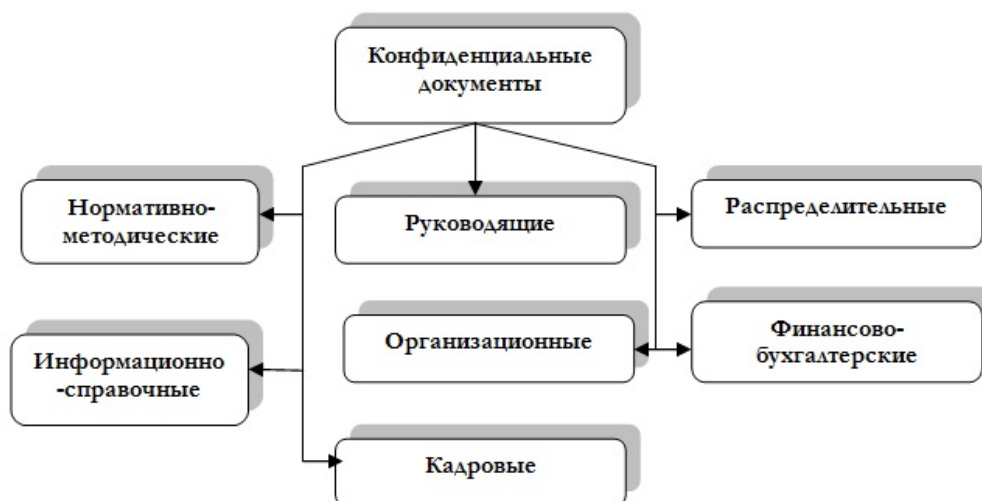 Конфиденциальные
документы
Нормативно-
методические
Руководящие
Распределительные
Информационно
-справочные
Организационные
Финансово-
бухгалтерские
Кадровые